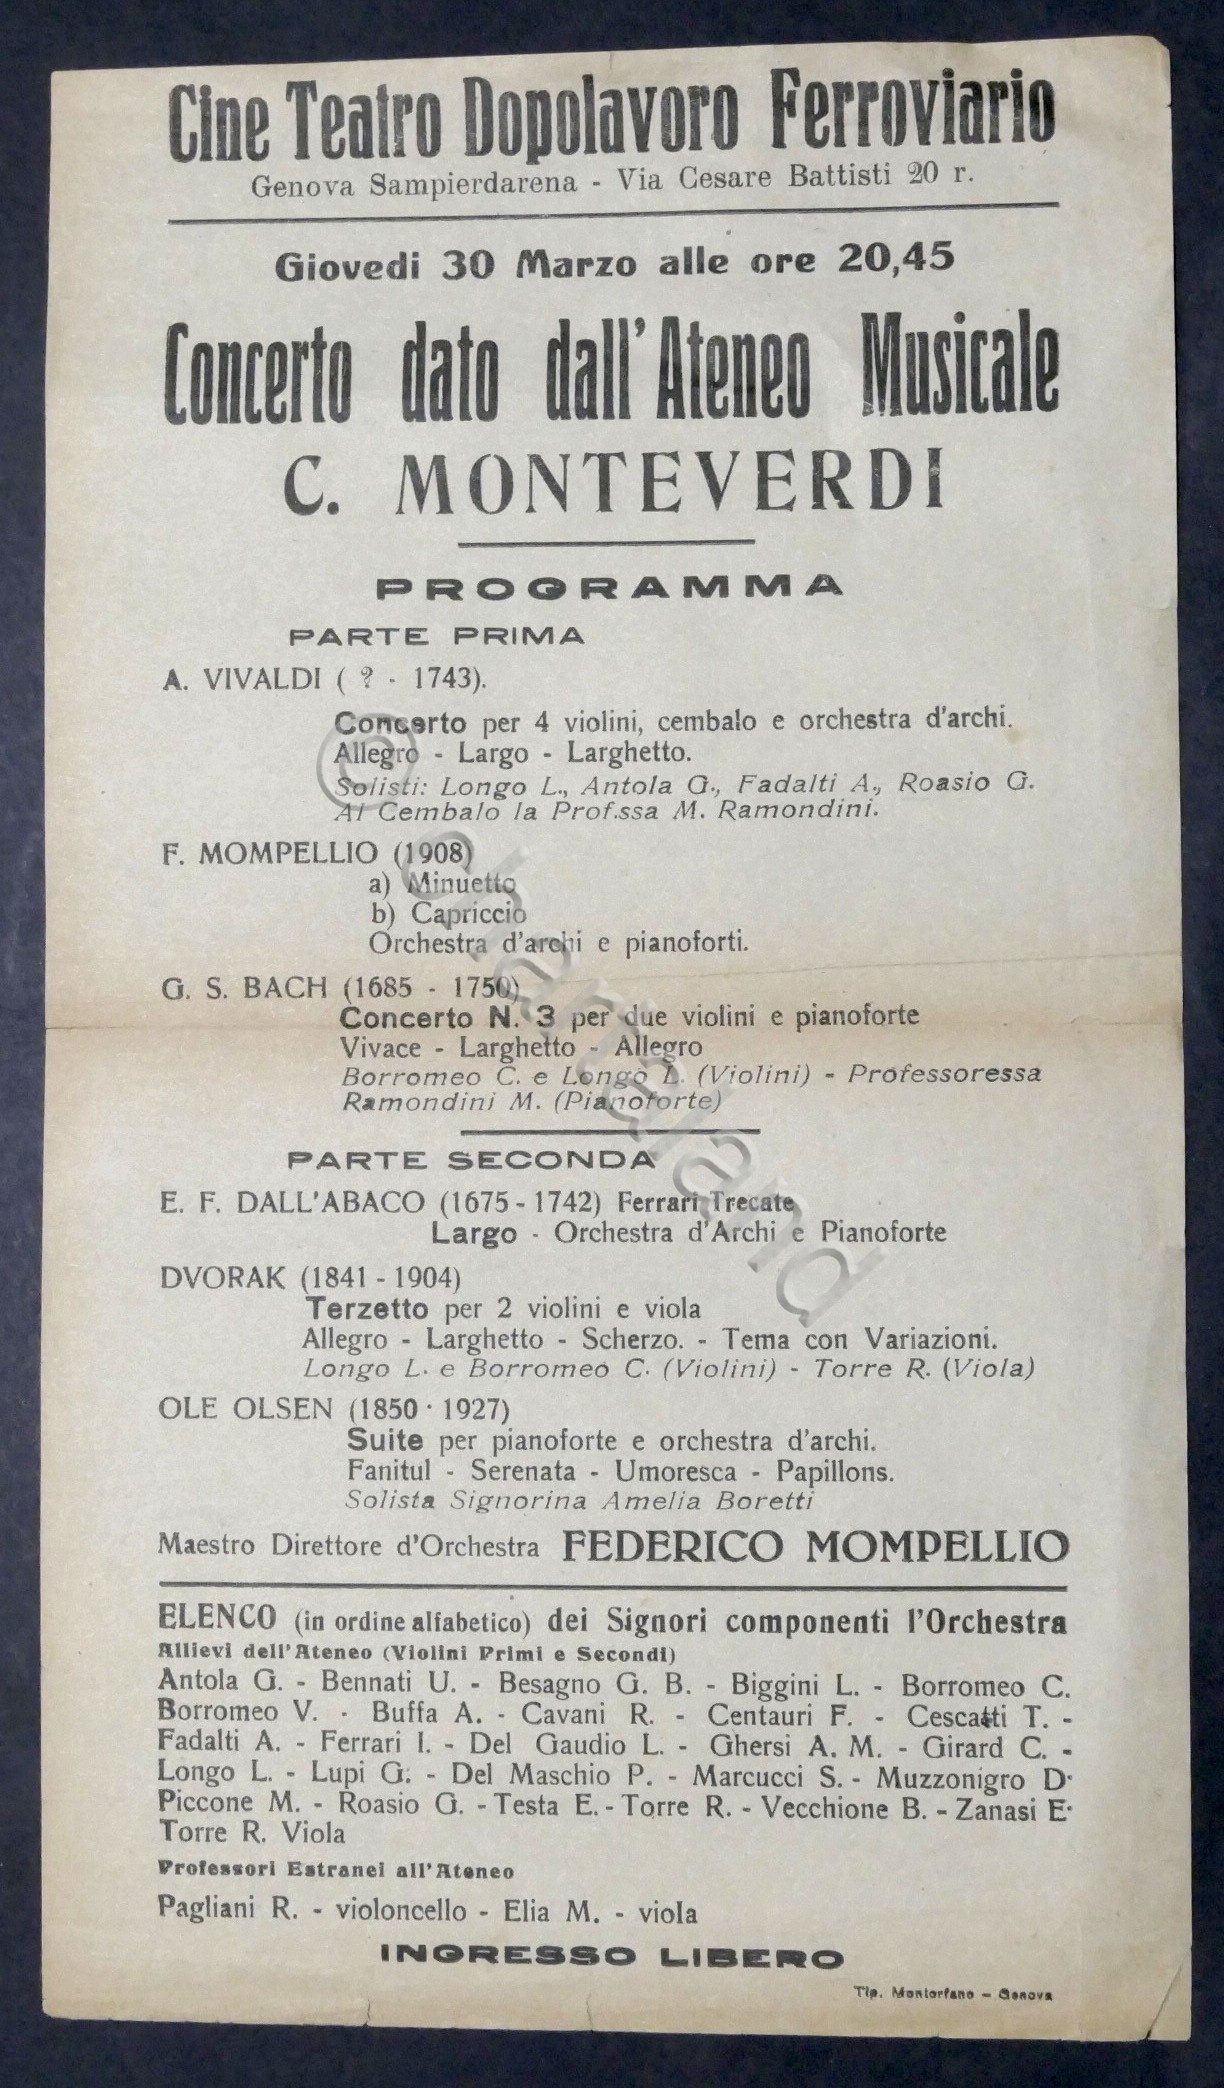 Cine Teatro Dopolavoro Ferroviario
Genova Sampierdarena - Via Cesare Battisti 20 r.
Giovedi 30 Marzo alle ore 20,45
Concerto dato dall'Ateneo Musicale
C. MONTEVERDI
PROGRAMMA
PARTE PRIMA
A. VIVALDI ( ? - 1743).
Concerto per 4 violini, cembalo e orchestra d'archi.
Allegro - Largo - Larghetto.
Solisti: Longo L., Antola G., Fadalti A., Roasio G.
Al Cembalo la Prof.ssa M. Ramondini.
F. MOMPELLIO (1908)
a) Minuetto
b) Capriccio
Orchestra d'archi e pianoforti.
G. S. BACH (1685 - 1750)
Concerto N. 3 per due violini e pianoforte
Vivace - Larghetto - Allegro
Borromeo C. e Longo L. (Violini) - Professoressa
Ramondini M. (Pianoforte)
PARTE SECONDA
E. F. DALL'ABACO (1675 - 1742) Ferrari Trecate
Largo - Orchestra d'Archi e Pianoforte
DVORAK (1841 - 1904)
Terzetto per 2 violini e viola
Allegro - Larghetto - Scherzo. - Tema con Variazioni.
Longo L. e Borromeo C. (Violini) - Torre R. (Viola)
OLE OLSEN (1850 · 1927)
Suite per pianoforte e orchestra d'archi.
Fanitul - Serenata - Umoresca - Papillons.
Solista Signorina Amelia Boretti
Maestro Direttore d'Orchestra FEDERICO MOMPELLIO
ELENCO (in ordine alfabetico) dei Signori componenti l'Orchestra
Allievi dell'Ateneo (Violini Primi e Secondi)
Antola G. - Bennati U. - Besagno G. B. - Biggini L. - Borromeo C.
Borromeo V. - Buffa A. - Cavani R. - Centauri F. - Cescatti T. -
Fadalti A. - Ferrari I. - Del Gaudio L. - Ghersi A. M. - Girard C. -
Longo L. - Lupi G. - Del Maschio P. - Marcucci S. - Muzzonigro D·
Piccone M. - Roasio G. - Testa E. - Torre R. - Vecchione B. - Zanasi E·
Torre R. Viola
Professori Estranei all'Ateneo
Pagliani R. - violoncello - Elia M. - viola
INGRESSO LIBERO
Tip. Montorfano - Genova
© Chartaland